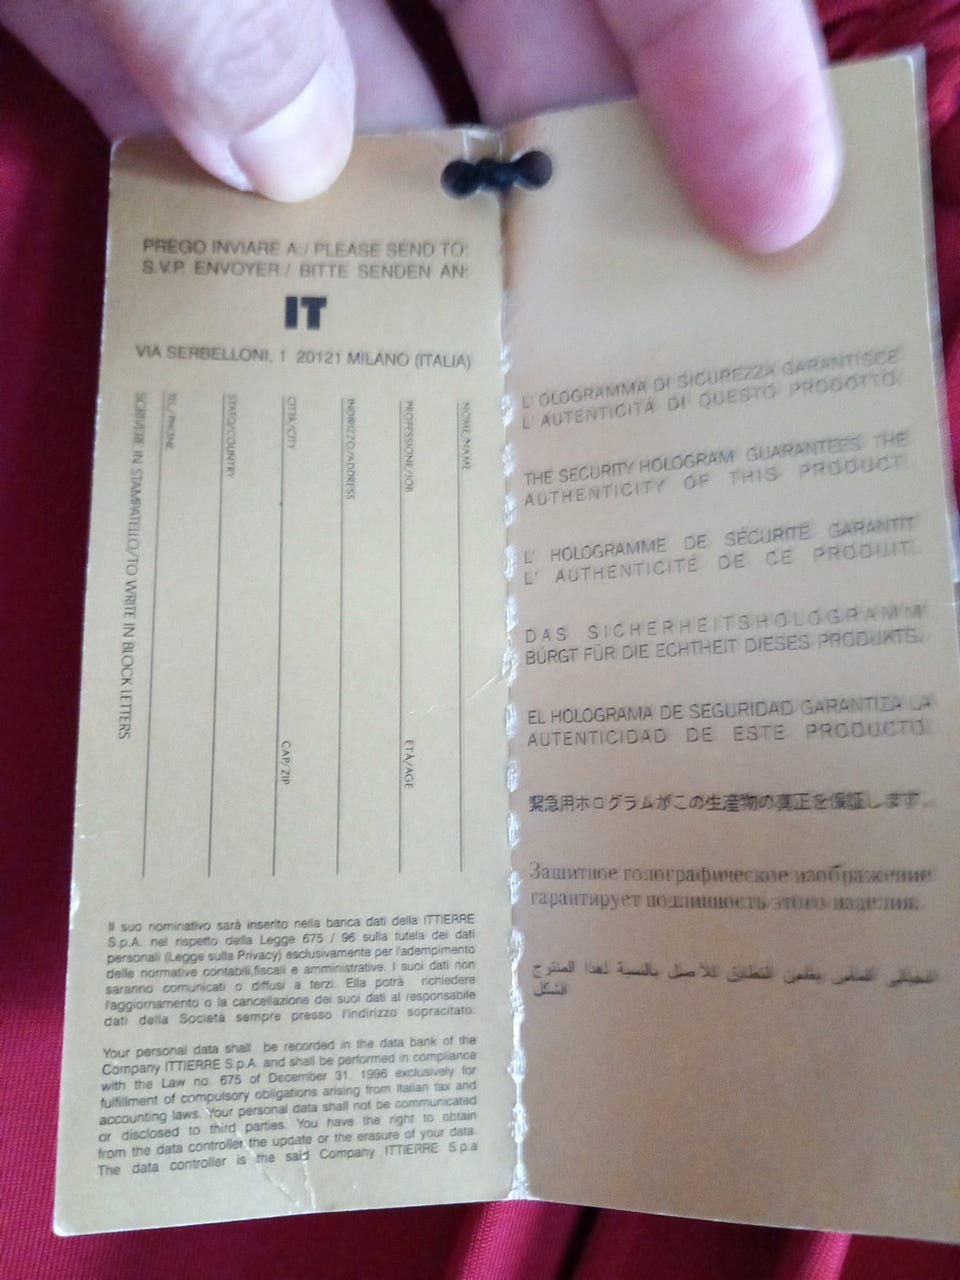 PREGO INVIARE A:/ PLEASE SEND TO:
S.V.P. ENVOYER:/ BITTE SENDEN AN:
IT
VIA SERBELLONI, 1 20121 MILANO (ITALIA)
NOME/NAME
PROFESSIONE/JOB ETÀ/AGE
INDIRIZZO/ADDRESS
CITTÀ/CITY CAP/ZIP
STATO/COUNTRY
TEL./PHONE
SCRIVERE IN STAMPATELLO/TO WRITE IN BLOCK LETTERS
Il suo nominativo sarà inserito nella banca dati della ITTIERRE
S.p.A. nel rispetto della Legge 675 / 96 sulla tutela dei dati
personali (Legge sulla Privacy) esclusivamente per l'adempimento
delle normative contabili,fiscali e amministrative. I suoi dati non
saranno comunicati o diffusi a terzi. Ella potrà richiedere
l'aggiornamento o la cancellazione dei suoi dati al responsabile
dati della Società sempre presso l'indirizzo sopracitato.
Your personal data shall be recorded in the data bank of the
Company ITTIERRE S.p.A. and shall be performed in compliance
with the Law no. 675 of December 31, 1996 exclusively for
fulfillment of compulsory obligations arising from Italian tax and
accounting laws. Your personal data shall not be communicated
or disclosed to third parties. You have the right to obtain
from the data controller the update or the erasure of your data.
The data controller is the said Company ITTIERRE S.p.a
L' OLOGRAMMA DI SICUREZZA GARANTISCE
L' AUTENTICITÀ DI QUESTO PRODOTTO.
THE SECURITY HOLOGRAM GUARANTEES THE
AUTHENTICITY OF THIS PRODUCT.
L' HOLOGRAMME DE SÉCURITÉ GARANTIT
L' AUTHENTICITÉ DE CE PRODUIT.
DAS SICHERHEITSHOLOGRAMM
BÜRGT FÜR DIE ECHTHEIT DIESES PRODUKTS.
EL HOLOGRAMA DE SEGURIDAD GARANTIZA LA
AUTENTICIDAD DE ESTE PRODUCTO.
緊急用ホログラムがこの生産物の真正を保証します。
Защитное голографическое изображение
гарантирует подлинность этого изделия.
بالنسبة لهذا المنتوج
الشكل